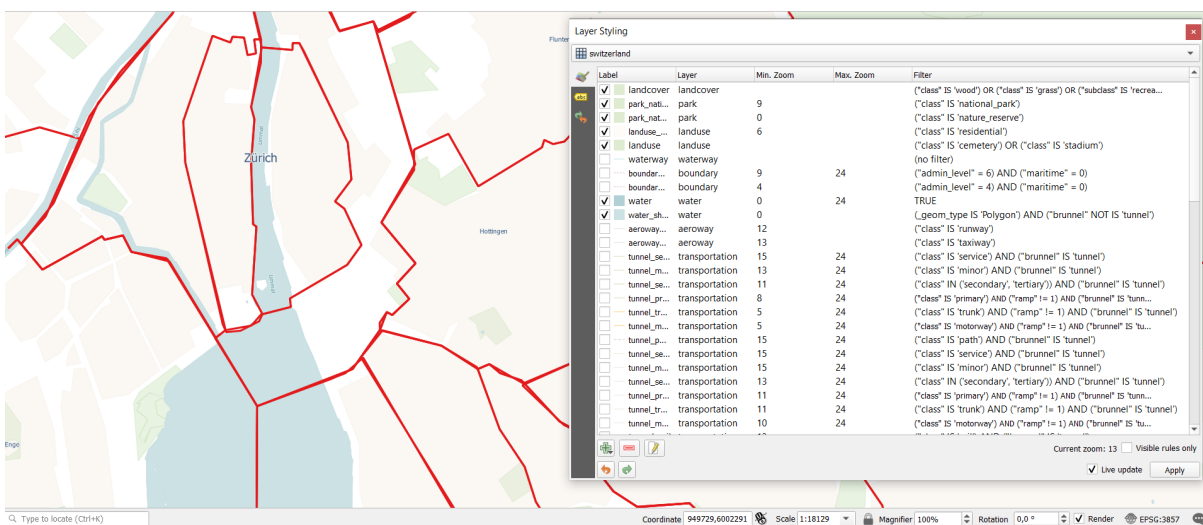 Layer Styling
switzerland
Label Layer Min. Zoom Max. Zoom Filter
landcover landcover ("class" IS 'wood') OR ("class" IS 'grass') OR ("subclass" IS 'recrea...
park_nati... park 9 ("class" IS 'national_park')
park_nat... park 0 ("class" IS 'nature_reserve')
landuse_... landuse 6 ("class" IS 'residential')
landuse landuse ("class" IS 'cemetery') OR "class" IS 'stadium')
waterway waterway (no filter)
boundar... boundary 9 24 ("admin_level" = 6) AND ("maritime" = 0)
boundar... boundary 4 ("admin_level" = 4) AND ("maritime" = 0)
water water 0 24 TRUE
water_sh... water 0 (_geom_type IS 'Polygon') AND ("brunnel" NOT IS 'tunnel')
aeroway... aeroway 12 ("class" IS 'runway')
aeroway... aeroway 13 ("class" IS 'taxiway')
tunnel_se... transportation 15 24 ("class" IS 'service') AND ("brunnel" IS 'tunnel')
tunnel_m... transportation 13 24 ("class" IS 'minor') AND ("brunnel" IS 'tunnel')
tunnel_se... transportation 11 24 ("class" IN ('secondary', 'tertiary')) AND ("brunnel" IS 'tunnel')
tunnel_pr... transportation 8 24 ("class" IS 'primary') AND ("ramp" != 1) AND ("brunnel" IS 'tunn...
tunnel_tr... transportation 5 24 ("class" IS 'trunk') AND ("ramp" != 1) AND ("brunnel" IS 'tunnel')
tunnel_m... transportation 5 24 ("class" IS 'motorway') AND ("ramp" != 1) AND ("brunnel" IS 'tu...
tunnel_p... transportation 15 24 ("class" IS 'path') AND ("brunnel" IS 'tunnel')
tunnel_se... transportation 15 24 ("class" IS 'service') AND ("brunnel" IS 'tunnel')
tunnel_m... transportation 15 24 ("class" IS 'minor') AND ("brunnel" IS 'tunnel')
tunnel_se... transportation 13 24 ("class" IN ('secondary', 'tertiary')) AND ("brunnel" IS 'tunnel')
tunnel_pr... transportation 11 24 ("class" IS 'primary') AND ("ramp" != 1) AND ("brunnel" IS 'tunn...
tunnel_tr... transportation 11 24 ("class" IS 'trunk') AND ("ramp" != 1) AND ("brunnel" IS 'tunnel')
tunnel_m... transportation 10 24 ("class" IS 'motorway') AND ("ramp" != 1) AND ("brunnel" IS 'tu...
Current zoom: 13 Visible rules only
Live update Apply
Flunter
Limmat
Zürich
Hottingen
Limmat
Enge
Type to locate (Ctrl+K) Coordinate 949729,6002291 Scale 1:18129 Magnifier 100% Rotation 0,0 ° Render EPSG:3857